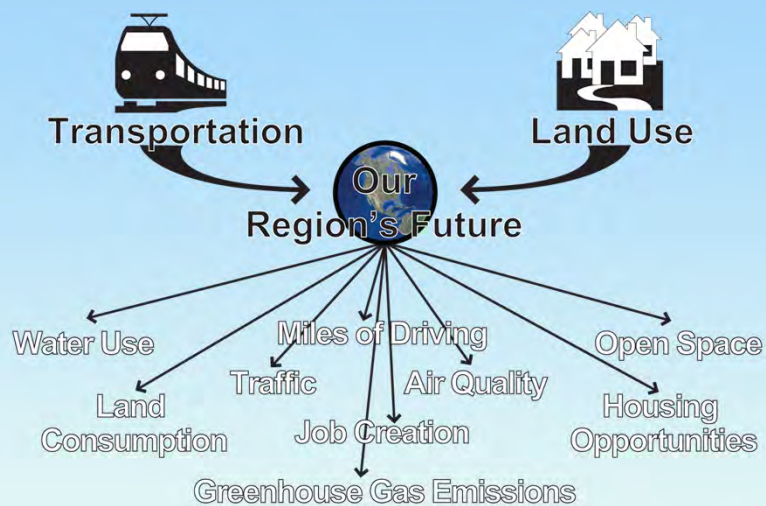 Transportation
Land Use
Our
Region's Future
Water Use
Miles of Driving
Open Space
Traffic
Air Quality
Land
Consumption
Job Creation
Housing
Opportunities
Greenhouse Gas Emissions